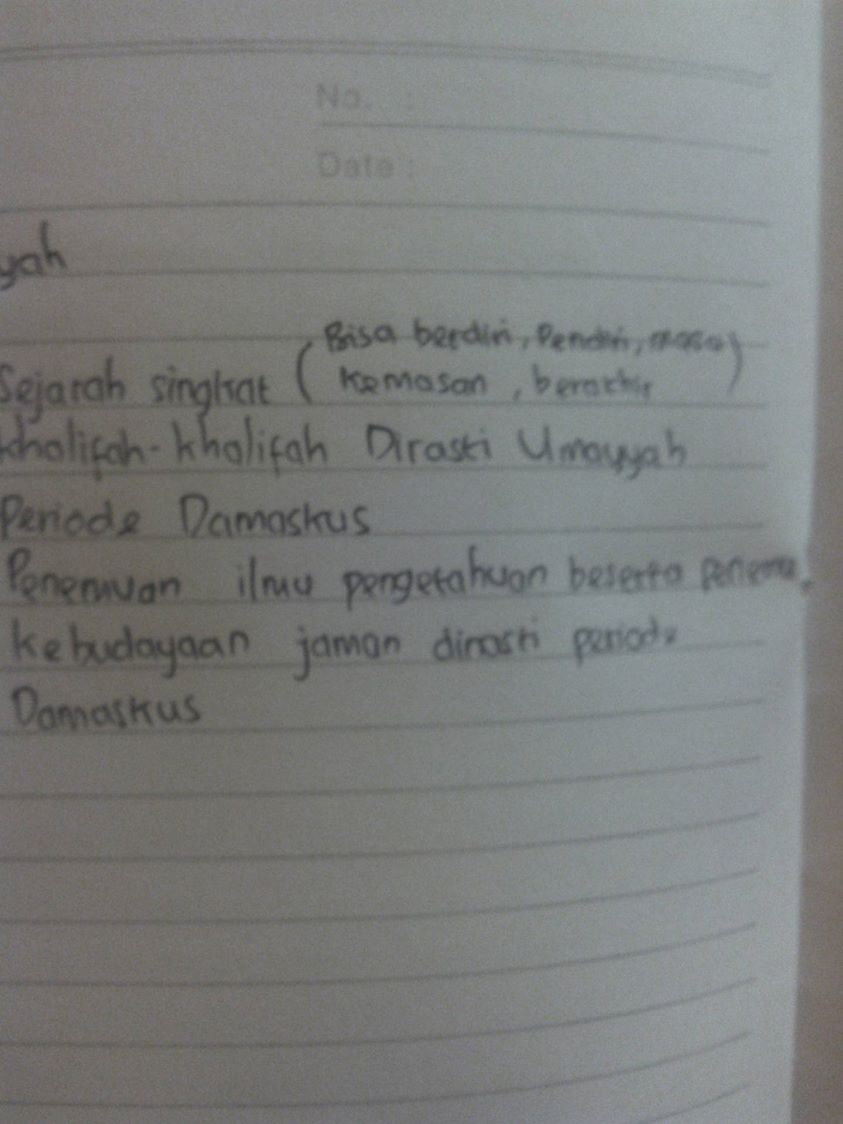 No. :
Date :
yah
Bisa berdiri, Pendiri, masa
Sejarah singkat ( kemasan, berakhir )
khalifah-khalifah Dinasti Umayyah
Periode Damaskus
Penemuan ilmu pengetahuan beserta penemu,
kebudayaan jaman dinasti periode
Damaskus